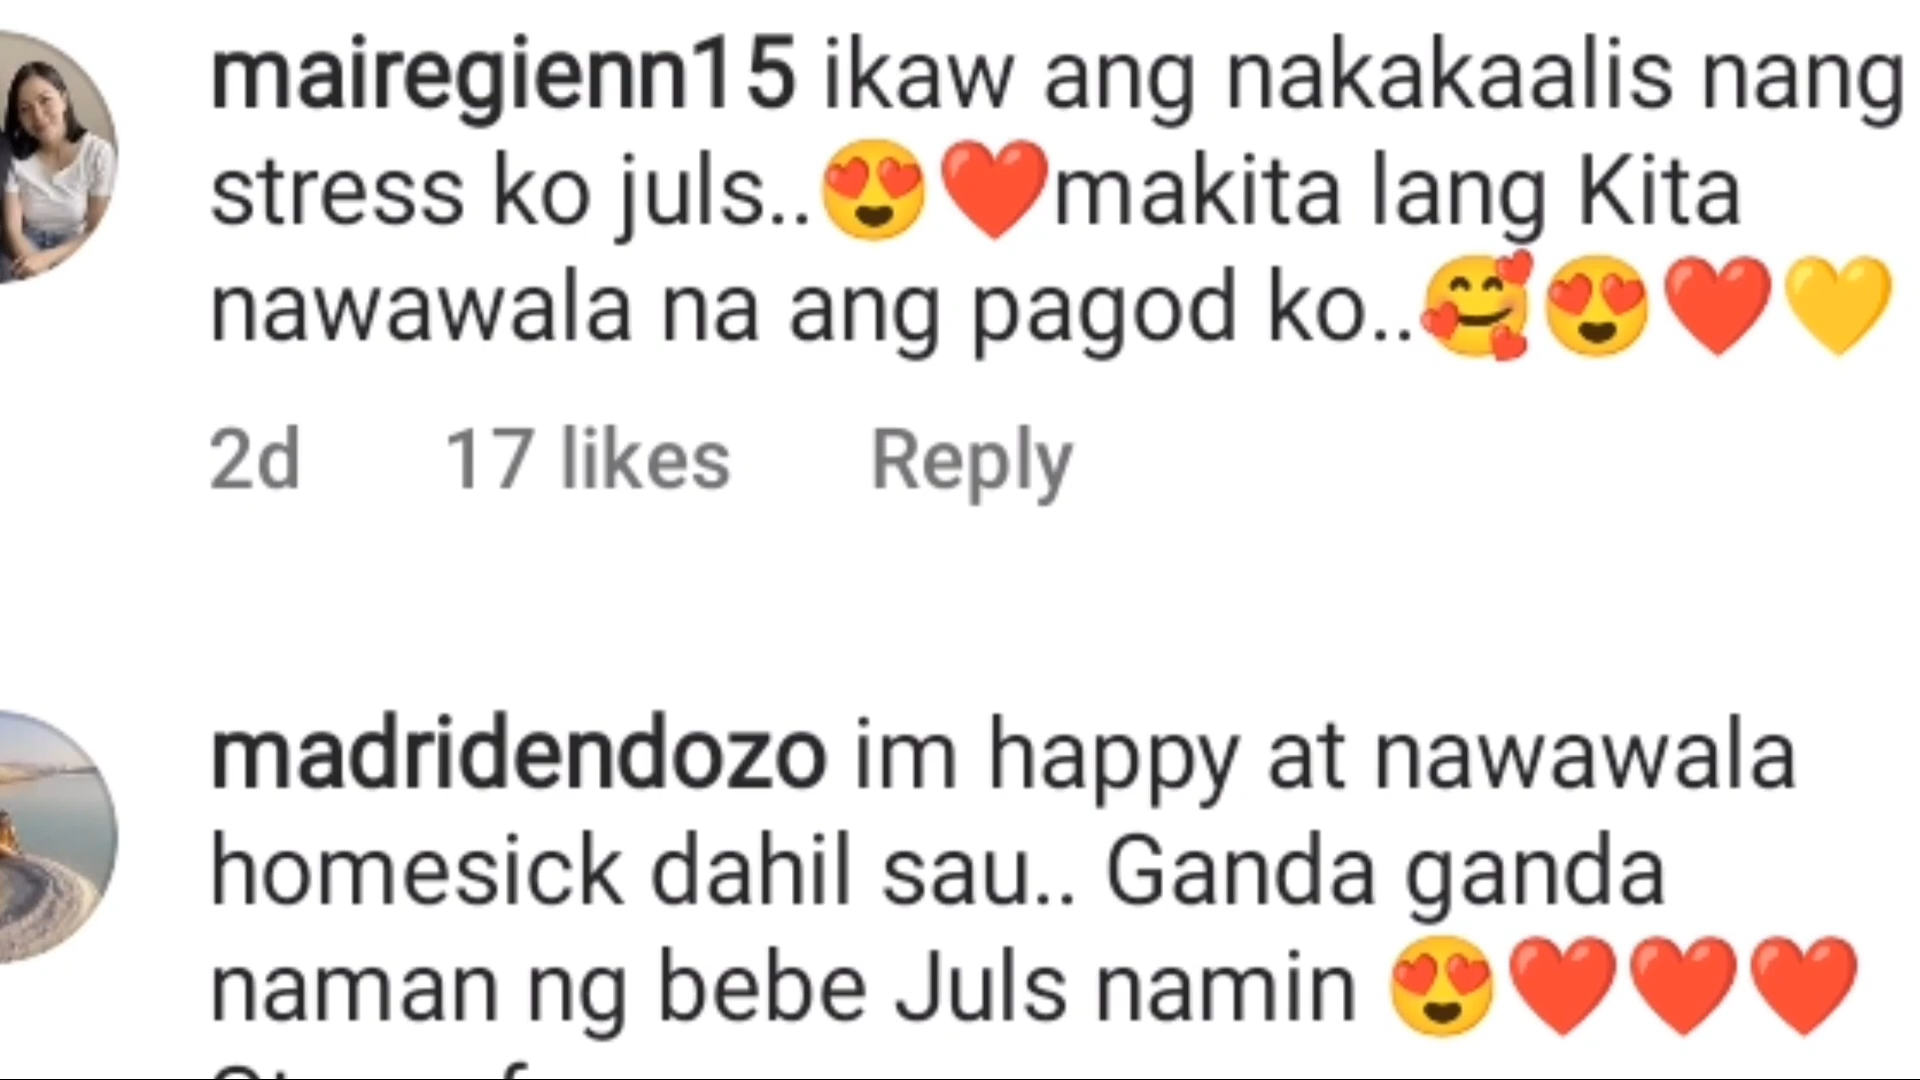 mairegienn15 ikaw ang nakakaalis nang
stress ko juls..😍❤️makita lang Kita
nawawala na ang pagod ko..🥰😍❤️💛
2d 17 likes Reply
madridendozo im happy at nawawala
homesick dahil sau.. Ganda ganda
naman ng bebe Juls namin 😍❤️❤️❤️